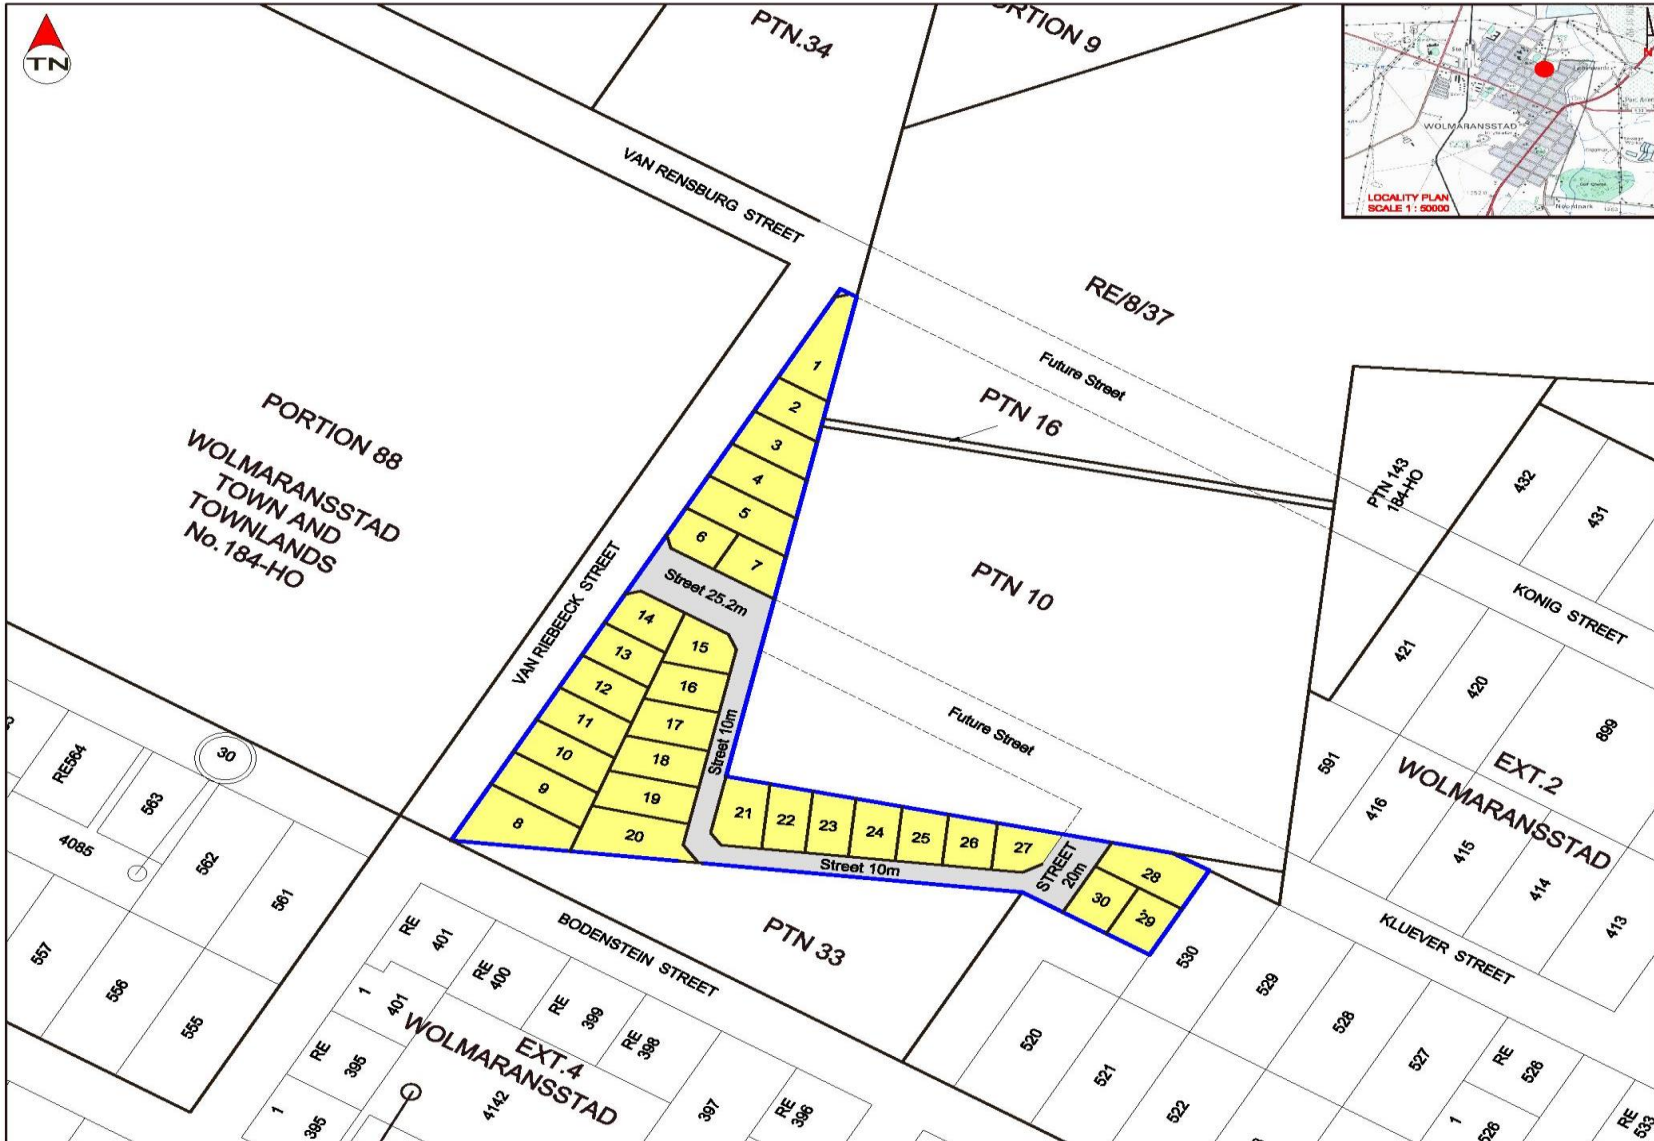 TN
PTN.34
PORTION 9
WOLMARANSSTAD
LOCALITY PLAN
SCALE 1 : 50000
VAN RENSBURG STREET
RE/8/37
Future Street
PTN 16
PORTION 88
WOLMARANSSTAD
TOWN AND
TOWNLANDS
No.184-HO
PTN 143
184-HO
432
431
1
2
3
4
5
6
7
Street 25.2m
PTN 10
VAN RIEBEECK STREET
KONIG STREET
14
13
12
11
10
9
8
15
16
17
18
19
20
Street 10m
Future Street
421
420
899
591
416
415
414
413
EXT.2
WOLMARANSSTAD
21
22
23
24
25
26
27
Street 10m
STREET
20m
28
30
29
KLUEVER STREET
RE564
563
30
4085
562
561
557
556
555
BODENSTEIN STREET
PTN 33
530
529
528
527
520
521
522
RE
401
RE
400
RE
399
RE
398
1
401
RE
395
1
395
EXT.4
WOLMARANSSTAD
4142
397
RE
396
RE
526
1
526
RE
533